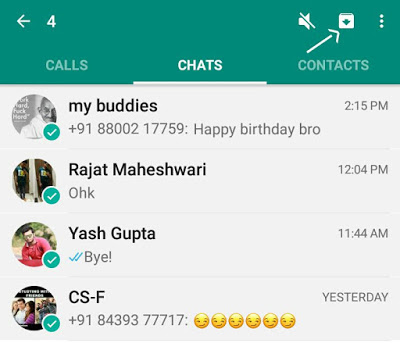 4
CALLS CHATS CONTACTS
my buddies 2:15 PM
+91 88002 17759: Happy birthday bro
Rajat Maheshwari 12:04 PM
Ohk
Yash Gupta 11:44 AM
Bye!
CS-F YESTERDAY
+91 84393 77717: 😏😏😏😏😏😏